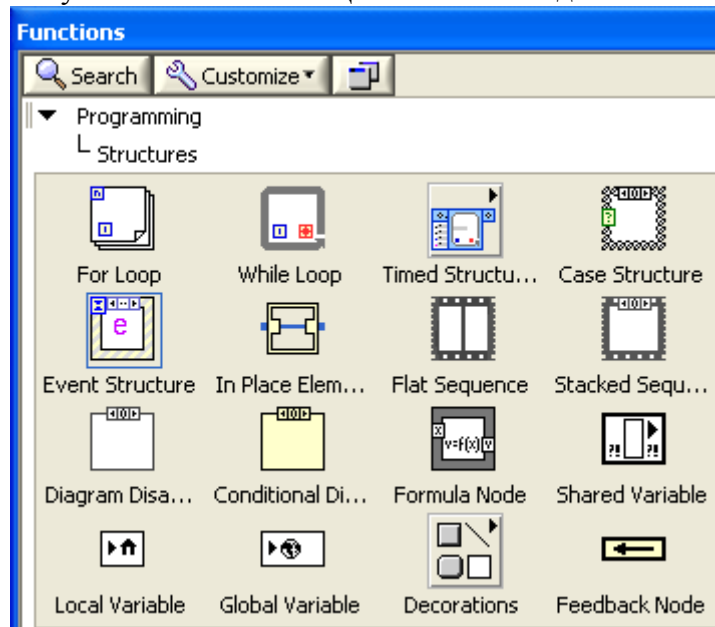 Functions
Search Customize
Programming
Structures
For Loop While Loop Timed Structu... Case Structure
Event Structure In Place Elem... Flat Sequence Stacked Sequ...
Diagram Disa... Conditional Di... Formula Node Shared Variable
Local Variable Global Variable Decorations Feedback Node